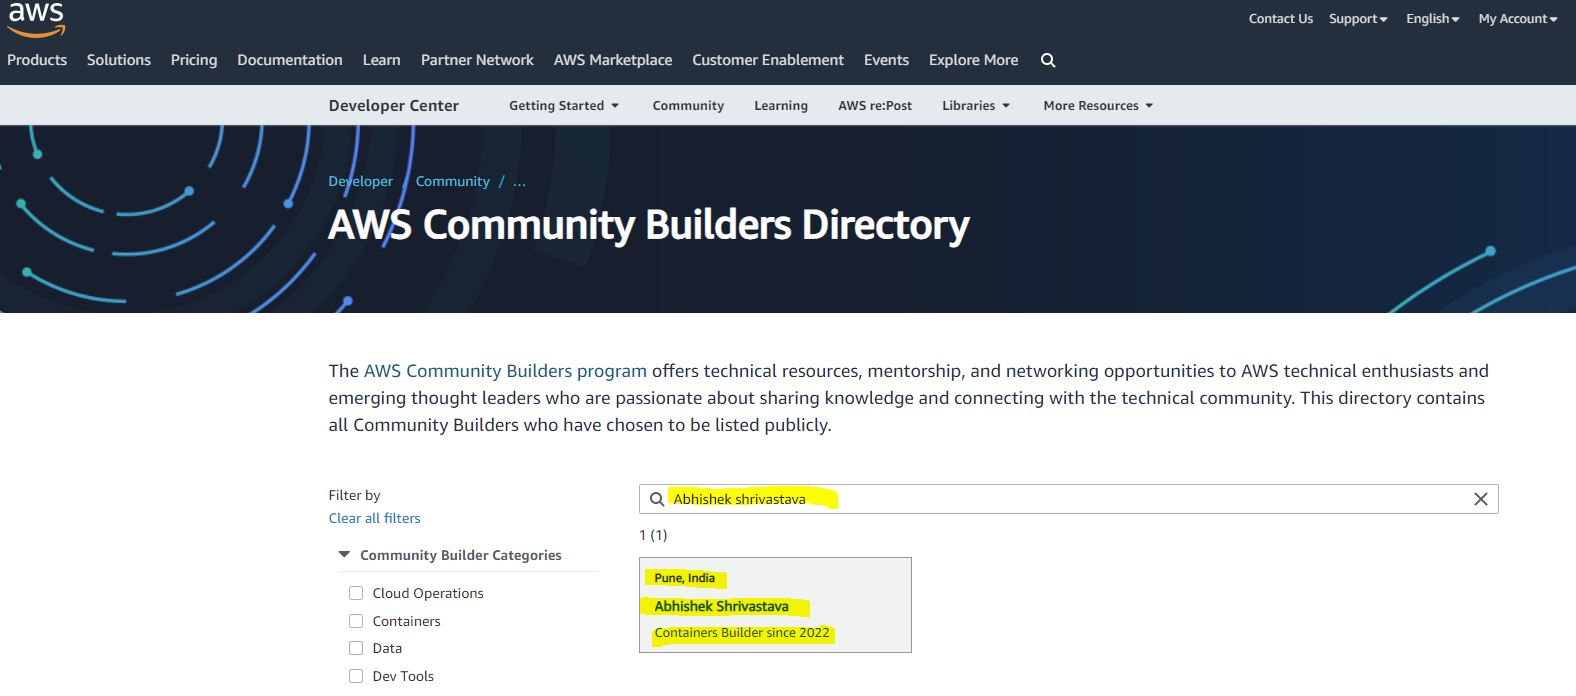 aws
Contact Us Support English My Account
Products Solutions Pricing Documentation Learn Partner Network AWS Marketplace Customer Enablement Events Explore More
Developer Center Getting Started Community Learning AWS re:Post Libraries More Resources
Developer / Community / ...
AWS Community Builders Directory
The AWS Community Builders program offers technical resources, mentorship, and networking opportunities to AWS technical enthusiasts and
emerging thought leaders who are passionate about sharing knowledge and connecting with the technical community. This directory contains
all Community Builders who have chosen to be listed publicly.
Filter by
Clear all filters
Community Builder Categories
Cloud Operations
Containers
Data
Dev Tools
Abhishek shrivastava
1 (1)
Pune, India
Abhishek Shrivastava
Containers Builder since 2022